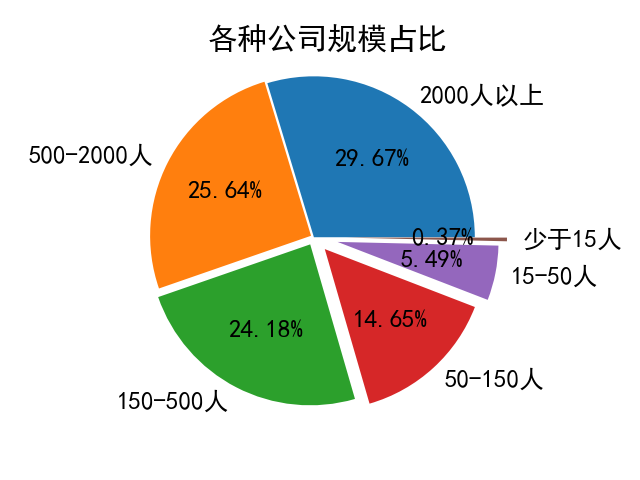 各种公司规模占比
2000人以上
29.67%
500-2000人
25.64%
150-500人
24.18%
50-150人
14.65%
15-50人
5.49%
少于15人
0.37%